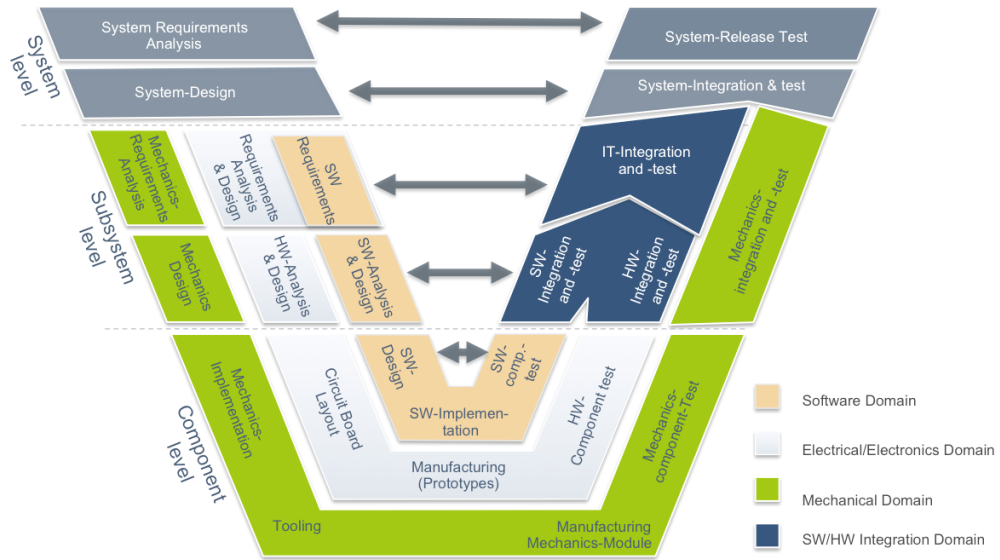 System level
System Requirements
Analysis
System-Release Test
System-Design
System-Integration & test
Subsystem level
Mechanics-
Requirements
Analysis
Requirements
Analysis
& Design
SW
Requirements
IT-Integration
and -test
Mechanics
Design
HW-Analysis
& Design
SW-Analysis
& Design
SW-
Integration
and -test
HW-
Integration
and -test
Mechanics-
integration and -test
Component
level
Mechanics-
Implementation
Circuit Board
Layout
SW-
Design
SW-
comp.-
test
SW-Implemen-
tation
HW-
Component test
Mechanics-
component-Test
Manufacturing
(Prototypes)
Tooling
Manufacturing
Mechanics-Module
Software Domain
Electrical/Electronics Domain
Mechanical Domain
SW/HW Integration Domain